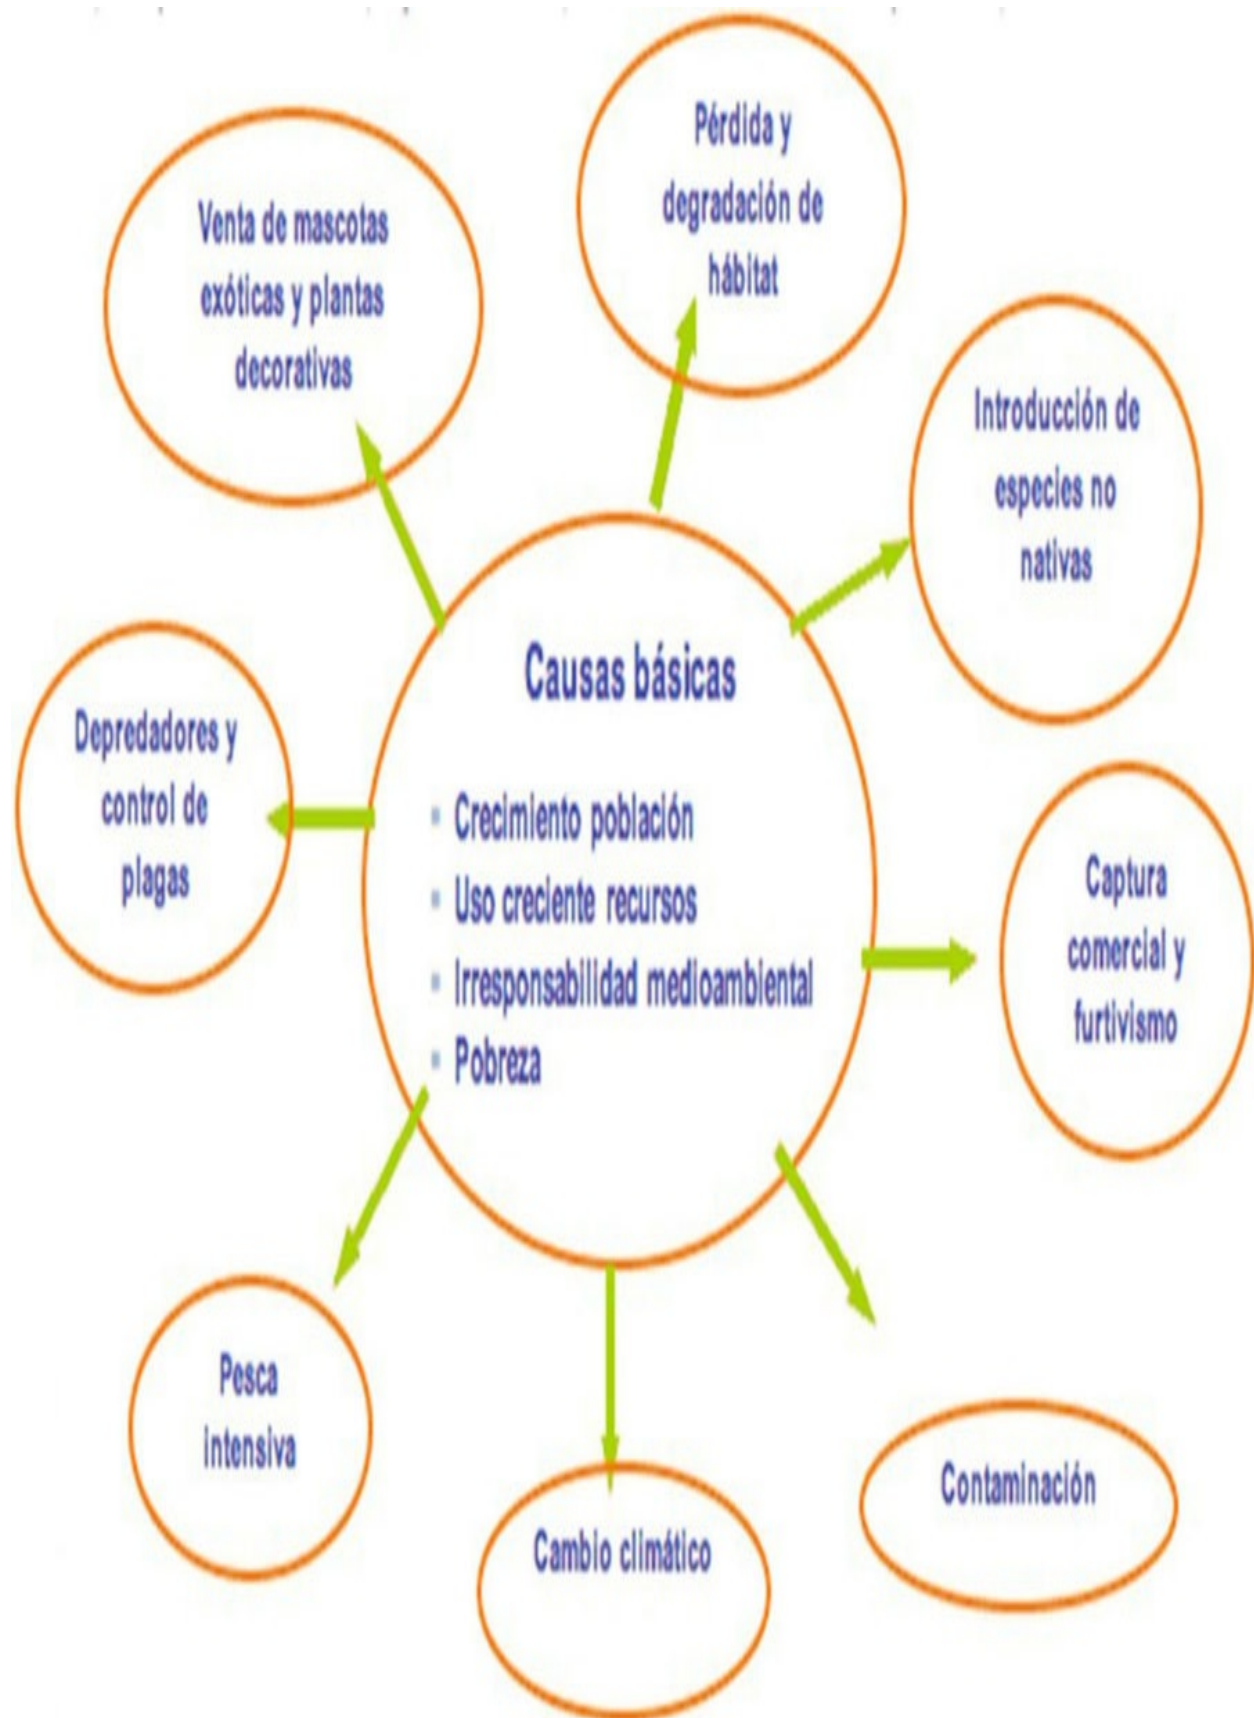 Pérdida y
degradación de
hábitat
Venta de mascotas
exóticas y plantas
decorativas
Introducción de
especies no
nativas
Causas básicas
Crecimiento población
Uso creciente recursos
Irresponsabilidad medioambiental
Pobreza
Depredadores y
control de
plagas
Captura
comercial y
furtivismo
Pesca
intensiva
Cambio climático
Contaminación